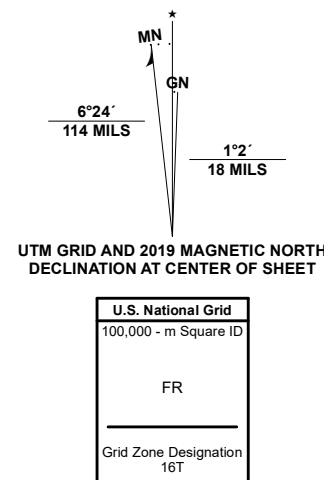 ★
MN
GN
6°24´
114 MILS
1°2´
18 MILS
UTM GRID AND 2019 MAGNETIC NORTH
DECLINATION AT CENTER OF SHEET
U.S. National Grid
100,000 - m Square ID
FR
Grid Zone Designation
16T